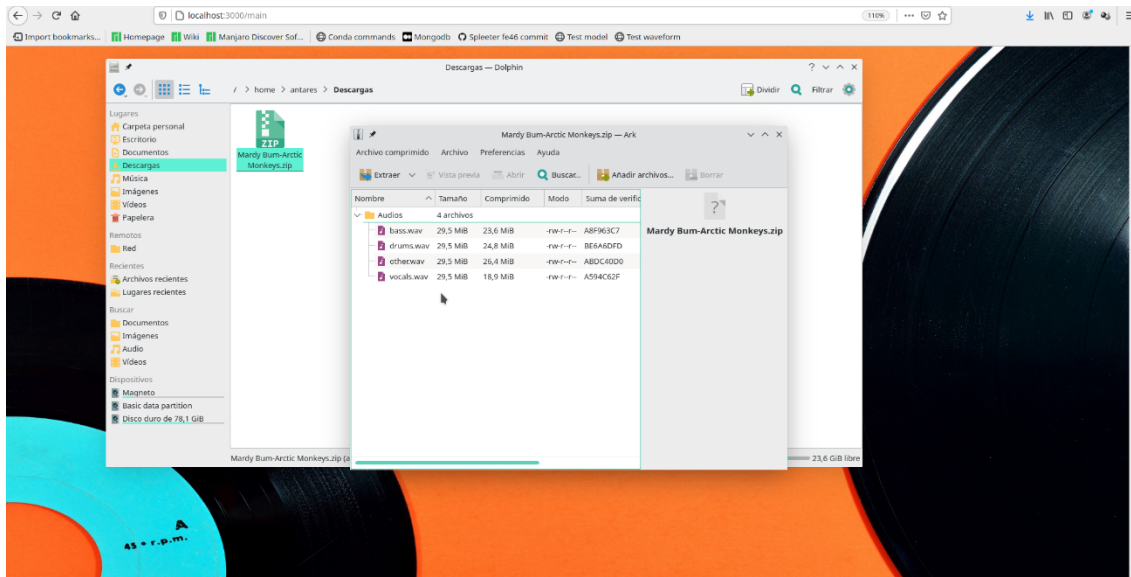 localhost:3000/main
110%
Import bookmarks... Homepage Wiki Manjaro Discover Sof... Conda commands Mongodb Spleeter fe46 commit Test model Test waveform
Descargas — Dolphin
/ > home > antares > Descargas
Dividir Filtrar
Lugares
Carpeta personal
Escritorio
Documentos
Descargas
Música
Imágenes
Vídeos
Papelera
Remotos
Red
Recientes
Archivos recientes
Lugares recientes
Buscar
Documentos
Imágenes
Audio
Vídeos
Dispositivos
Magneto
Basic data partition
Disco duro de 78,1 GiB
ZIP
Mardy Bum-Arctic
Monkeys.zip
Mardy Bum-Arctic Monkeys.zip (a
23,6 GiB libre
Mardy Bum-Arctic Monkeys.zip — Ark
Archivo comprimido Archivo Preferencias Ayuda
Extraer Vista previa Abrir Buscar... Añadir archivos... Borrar
Nombre Tamaño Comprimido Modo Suma de verific
Audios 4 archivos
bass.wav 29,5 MiB 23,6 MiB -rw-r--r-- A8F963C7
drums.wav 29,5 MiB 24,8 MiB -rw-r--r-- BE6A6DFD
other.wav 29,5 MiB 26,4 MiB -rw-r--r-- ABDC40D0
vocals.wav 29,5 MiB 18,9 MiB -rw-r--r-- A594C62F
Mardy Bum-Arctic Monkeys.zip
A
45 • r.p.m.